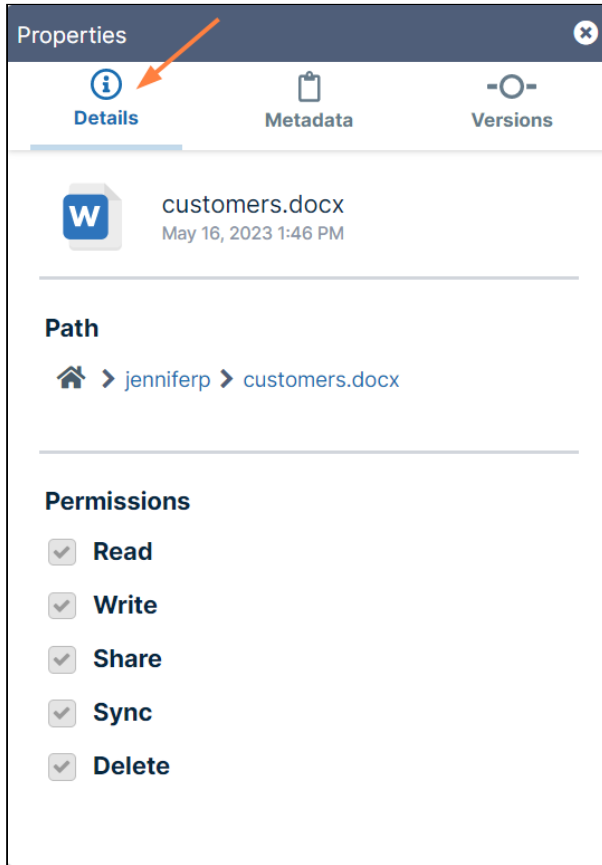 Properties
Details Metadata Versions
W
customers.docx
May 16, 2023 1:46 PM
Path
jenniferp customers.docx
Permissions
Read
Write
Share
Sync
Delete